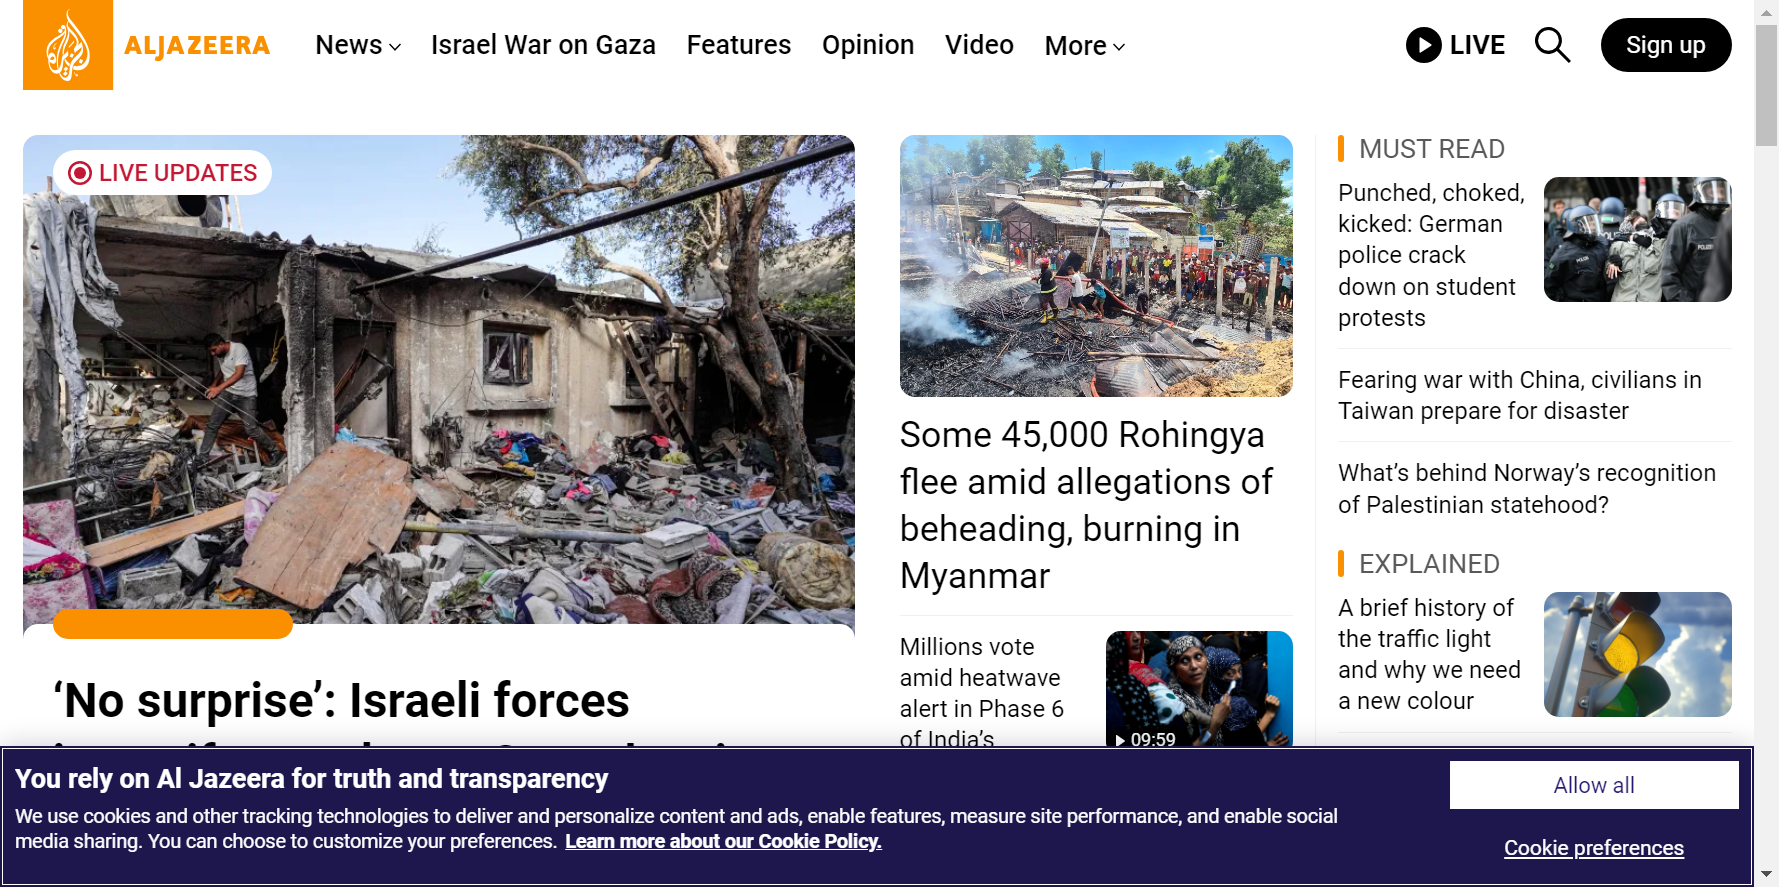 ALJAZEERA
News
Israel War on Gaza
Features
Opinion
Video
More
LIVE
Sign up
LIVE UPDATES
‘No surprise’: Israeli forces
Some 45,000 Rohingya
flee amid allegations of
beheading, burning in
Myanmar
Millions vote
amid heatwave
alert in Phase 6
of India’s
09:59
MUST READ
Punched, choked,
kicked: German
police crack
down on student
protests
Fearing war with China, civilians in
Taiwan prepare for disaster
What’s behind Norway’s recognition
of Palestinian statehood?
EXPLAINED
A brief history of
the traffic light
and why we need
a new colour
You rely on Al Jazeera for truth and transparency
We use cookies and other tracking technologies to deliver and personalize content and ads, enable features, measure site performance, and enable social
media sharing. You can choose to customize your preferences. Learn more about our Cookie Policy.
Allow all
Cookie preferences